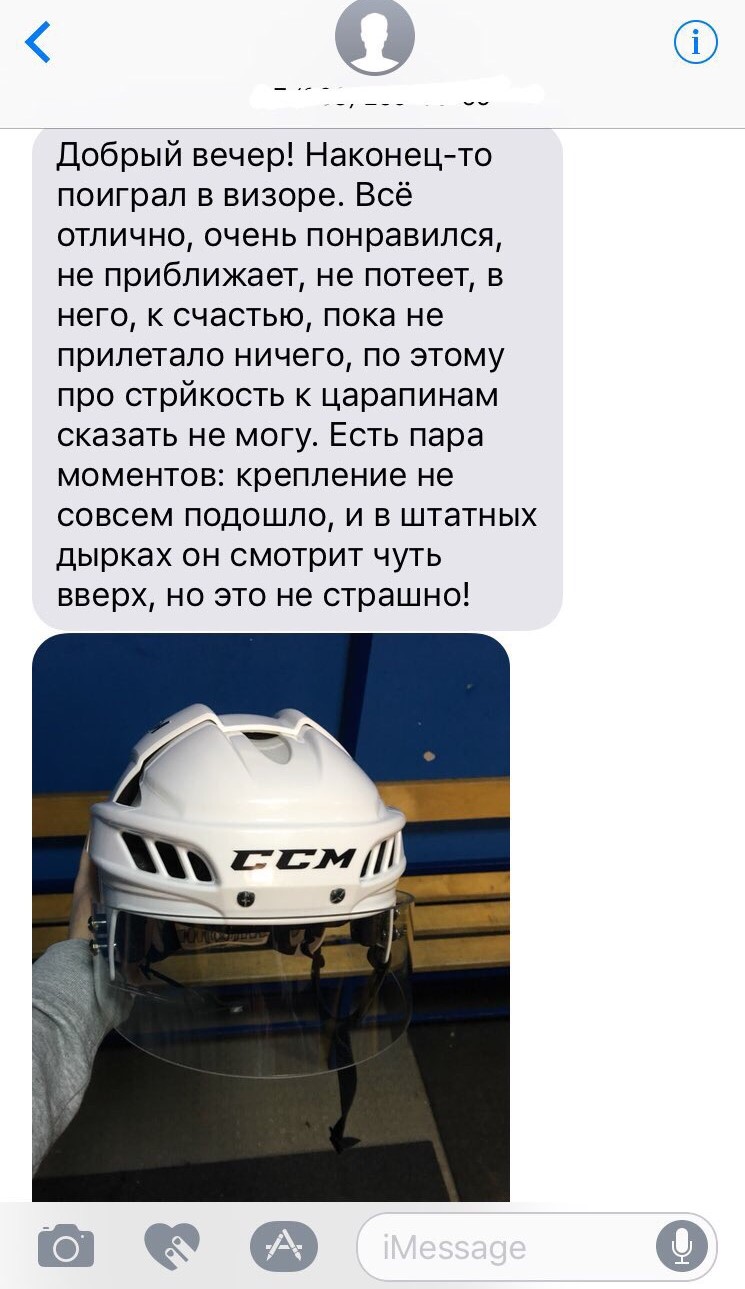 Добрый вечер! Наконец-то
поиграл в визоре. Всё
отлично, очень понравился,
не приближает, не потеет, в
него, к счастью, пока не
прилетало ничего, по этому
про стрйкость к царапинам
сказать не могу. Есть пара
моментов: крепление не
совсем подошло, и в штатных
дырках он смотрит чуть
вверх, но это не страшно!
CCM
iMessage